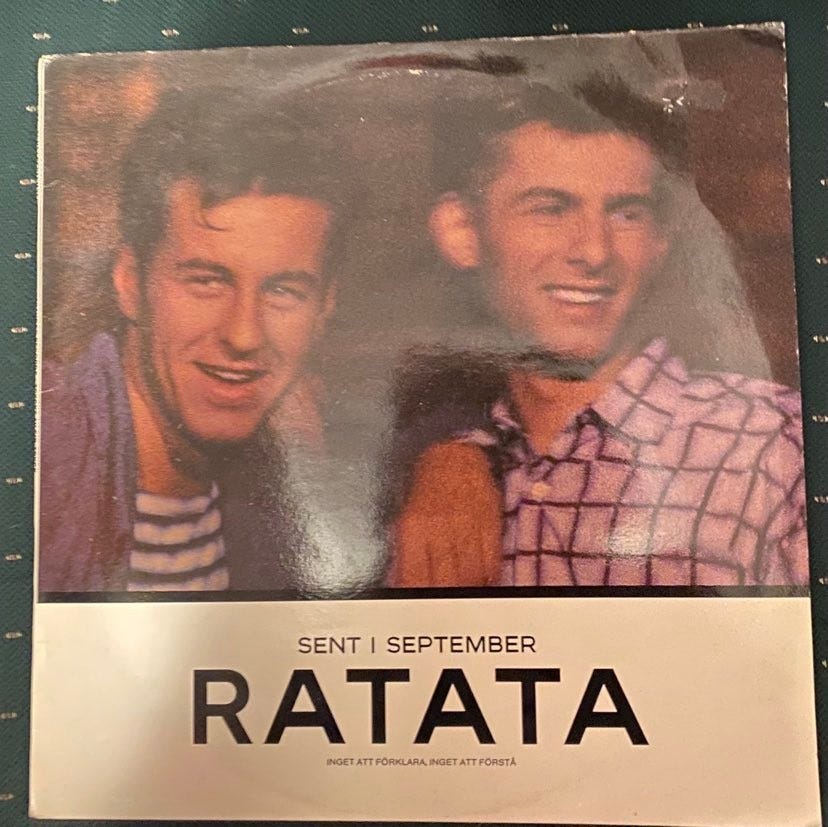 SENT I SEPTEMBER
RATATA
INGET ATT FÖRKLARA, INGET ATT FÖRSTÅ